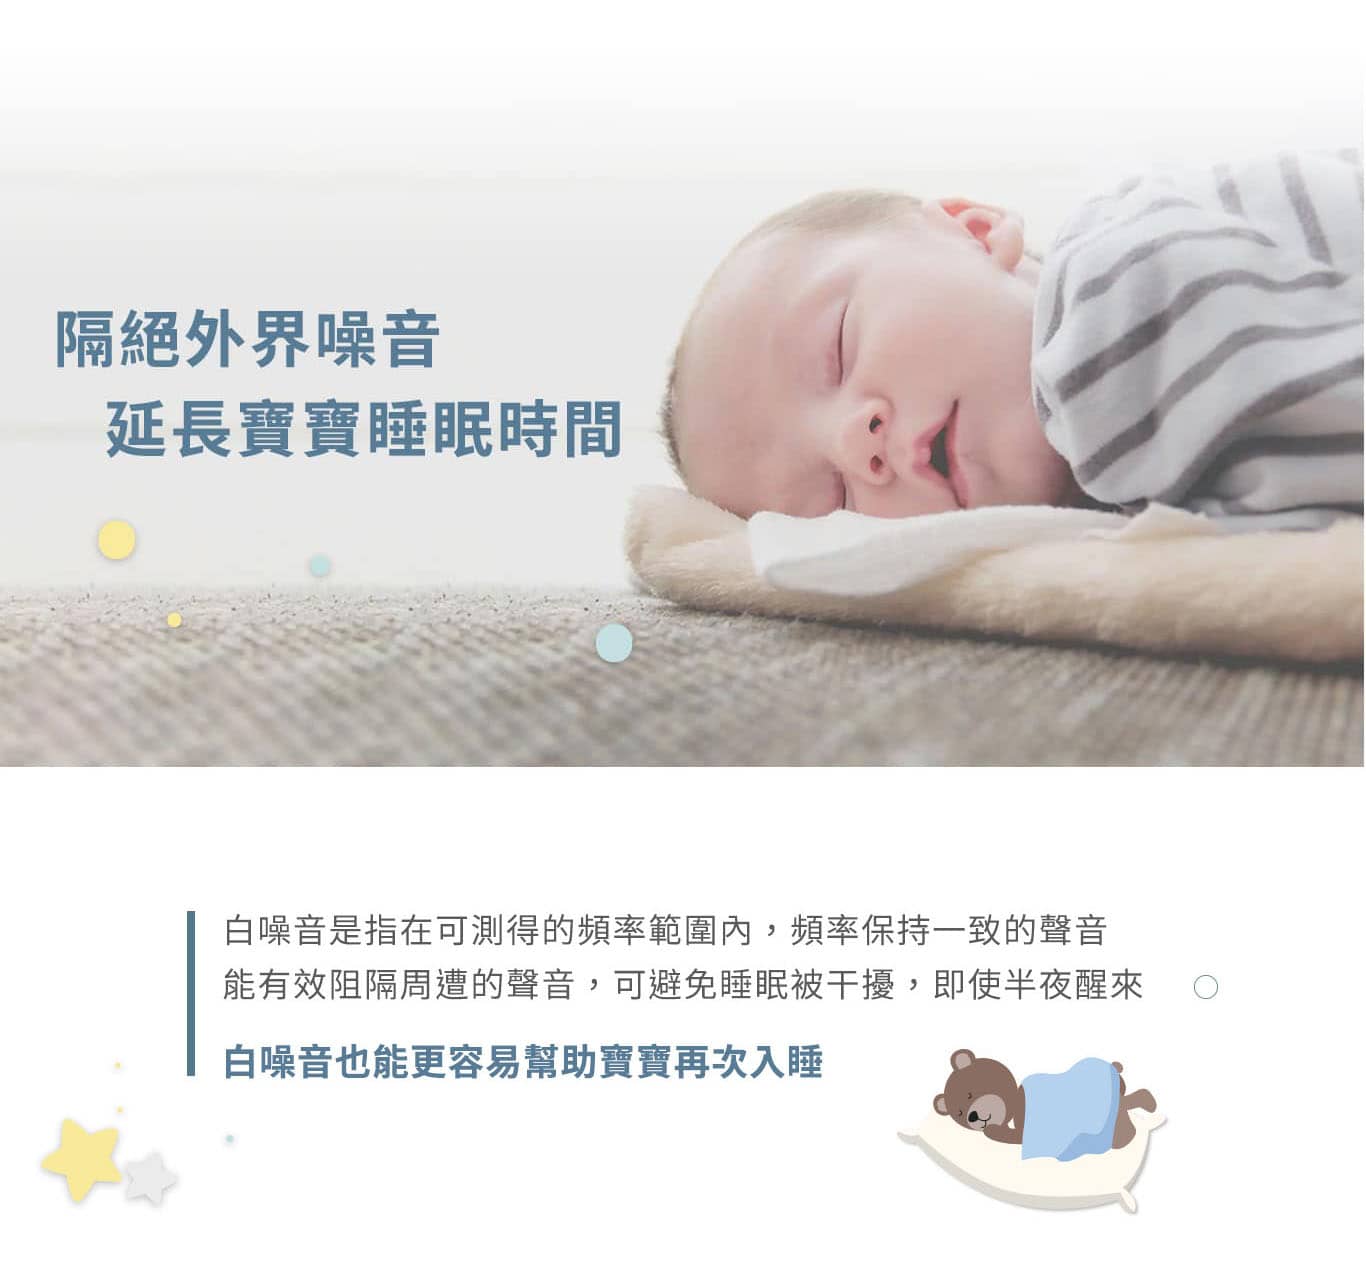 隔絕外界噪音
延長寶寶睡眠時間
白噪音是指在可測得的頻率範圍內，頻率保持一致的聲音
能有效阻隔周遭的聲音，可避免睡眠被干擾，即使半夜醒來
白噪音也能更容易幫助寶寶再次入睡